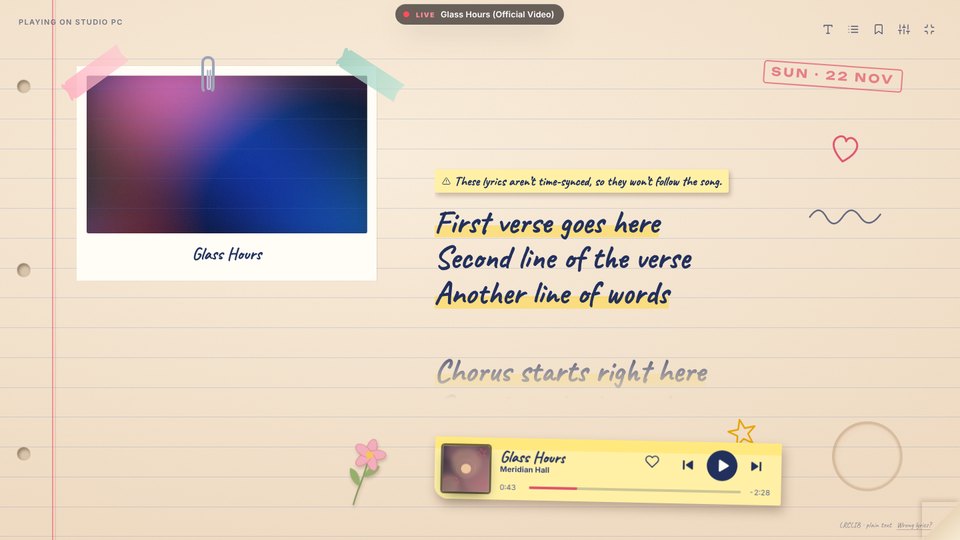 PLAYING ON STUDIO PC
LIVE Glass Hours (Official Video)
SUN · 22 NOV
Glass Hours
These lyrics aren't time-synced, so they won't follow the song.
First verse goes here
Second line of the verse
Another line of words
Chorus starts right here
Glass Hours
Meridian Hall
0:43
-2:28
LRCLIB · plain text · Wrong lyrics?